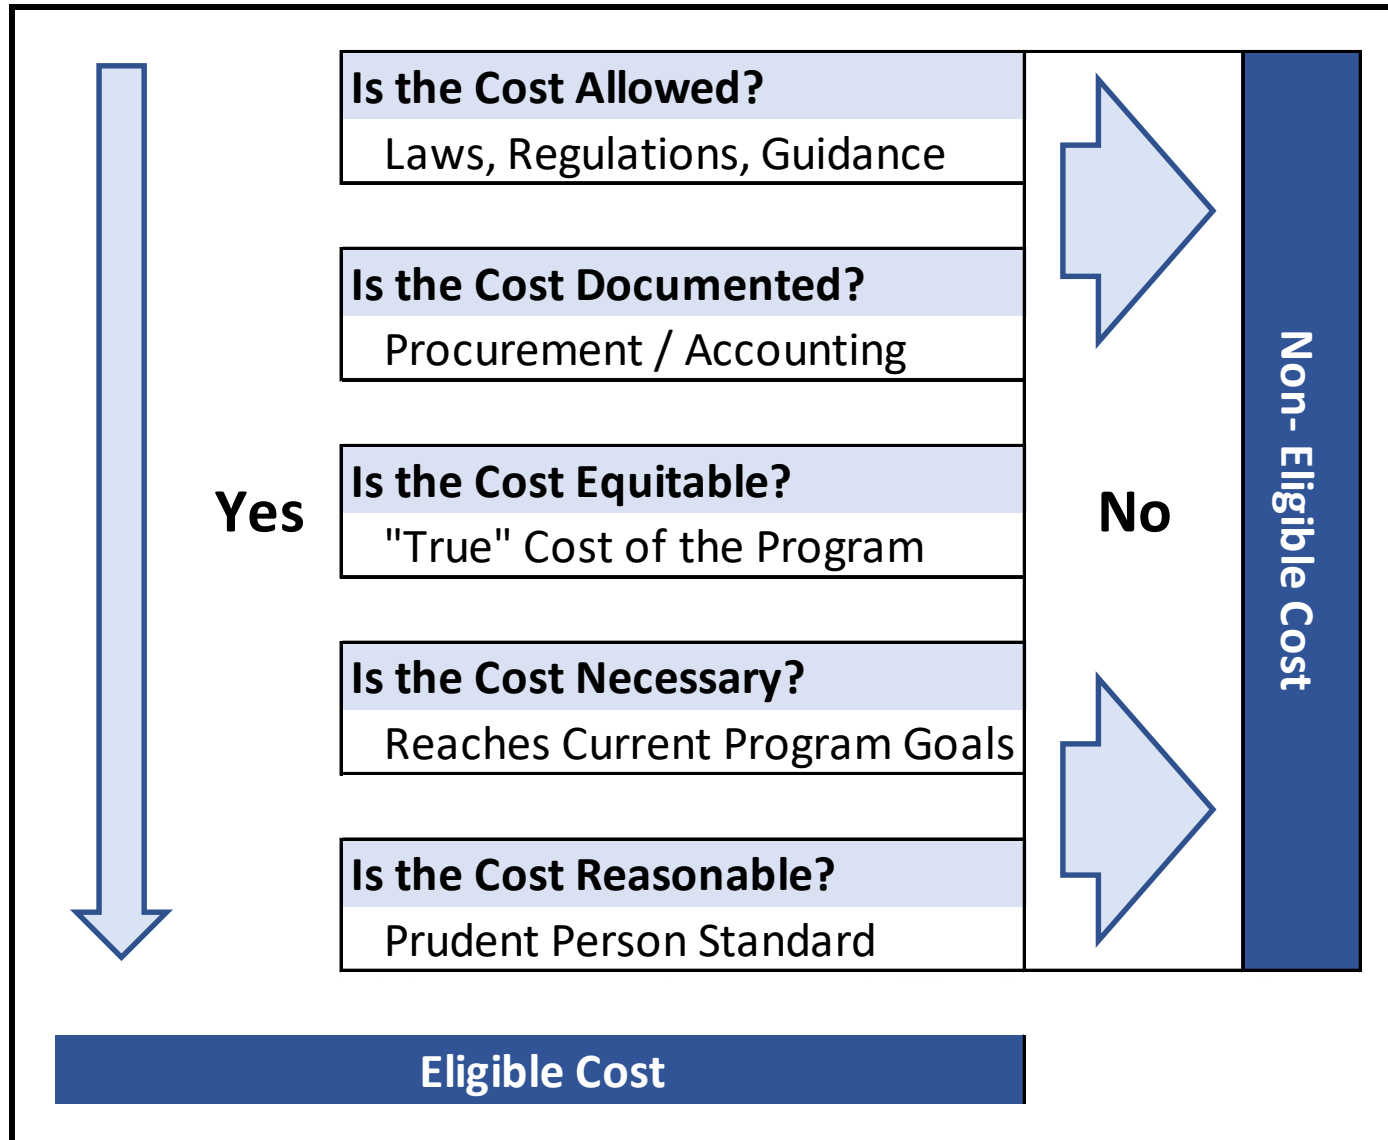 Is the Cost Allowed?
Laws, Regulations, Guidance
Is the Cost Documented?
Procurement / Accounting
Yes
Is the Cost Equitable?
"True" Cost of the Program
No
Is the Cost Necessary?
Reaches Current Program Goals
Is the Cost Reasonable?
Prudent Person Standard
Non- Eligible Cost
Eligible Cost